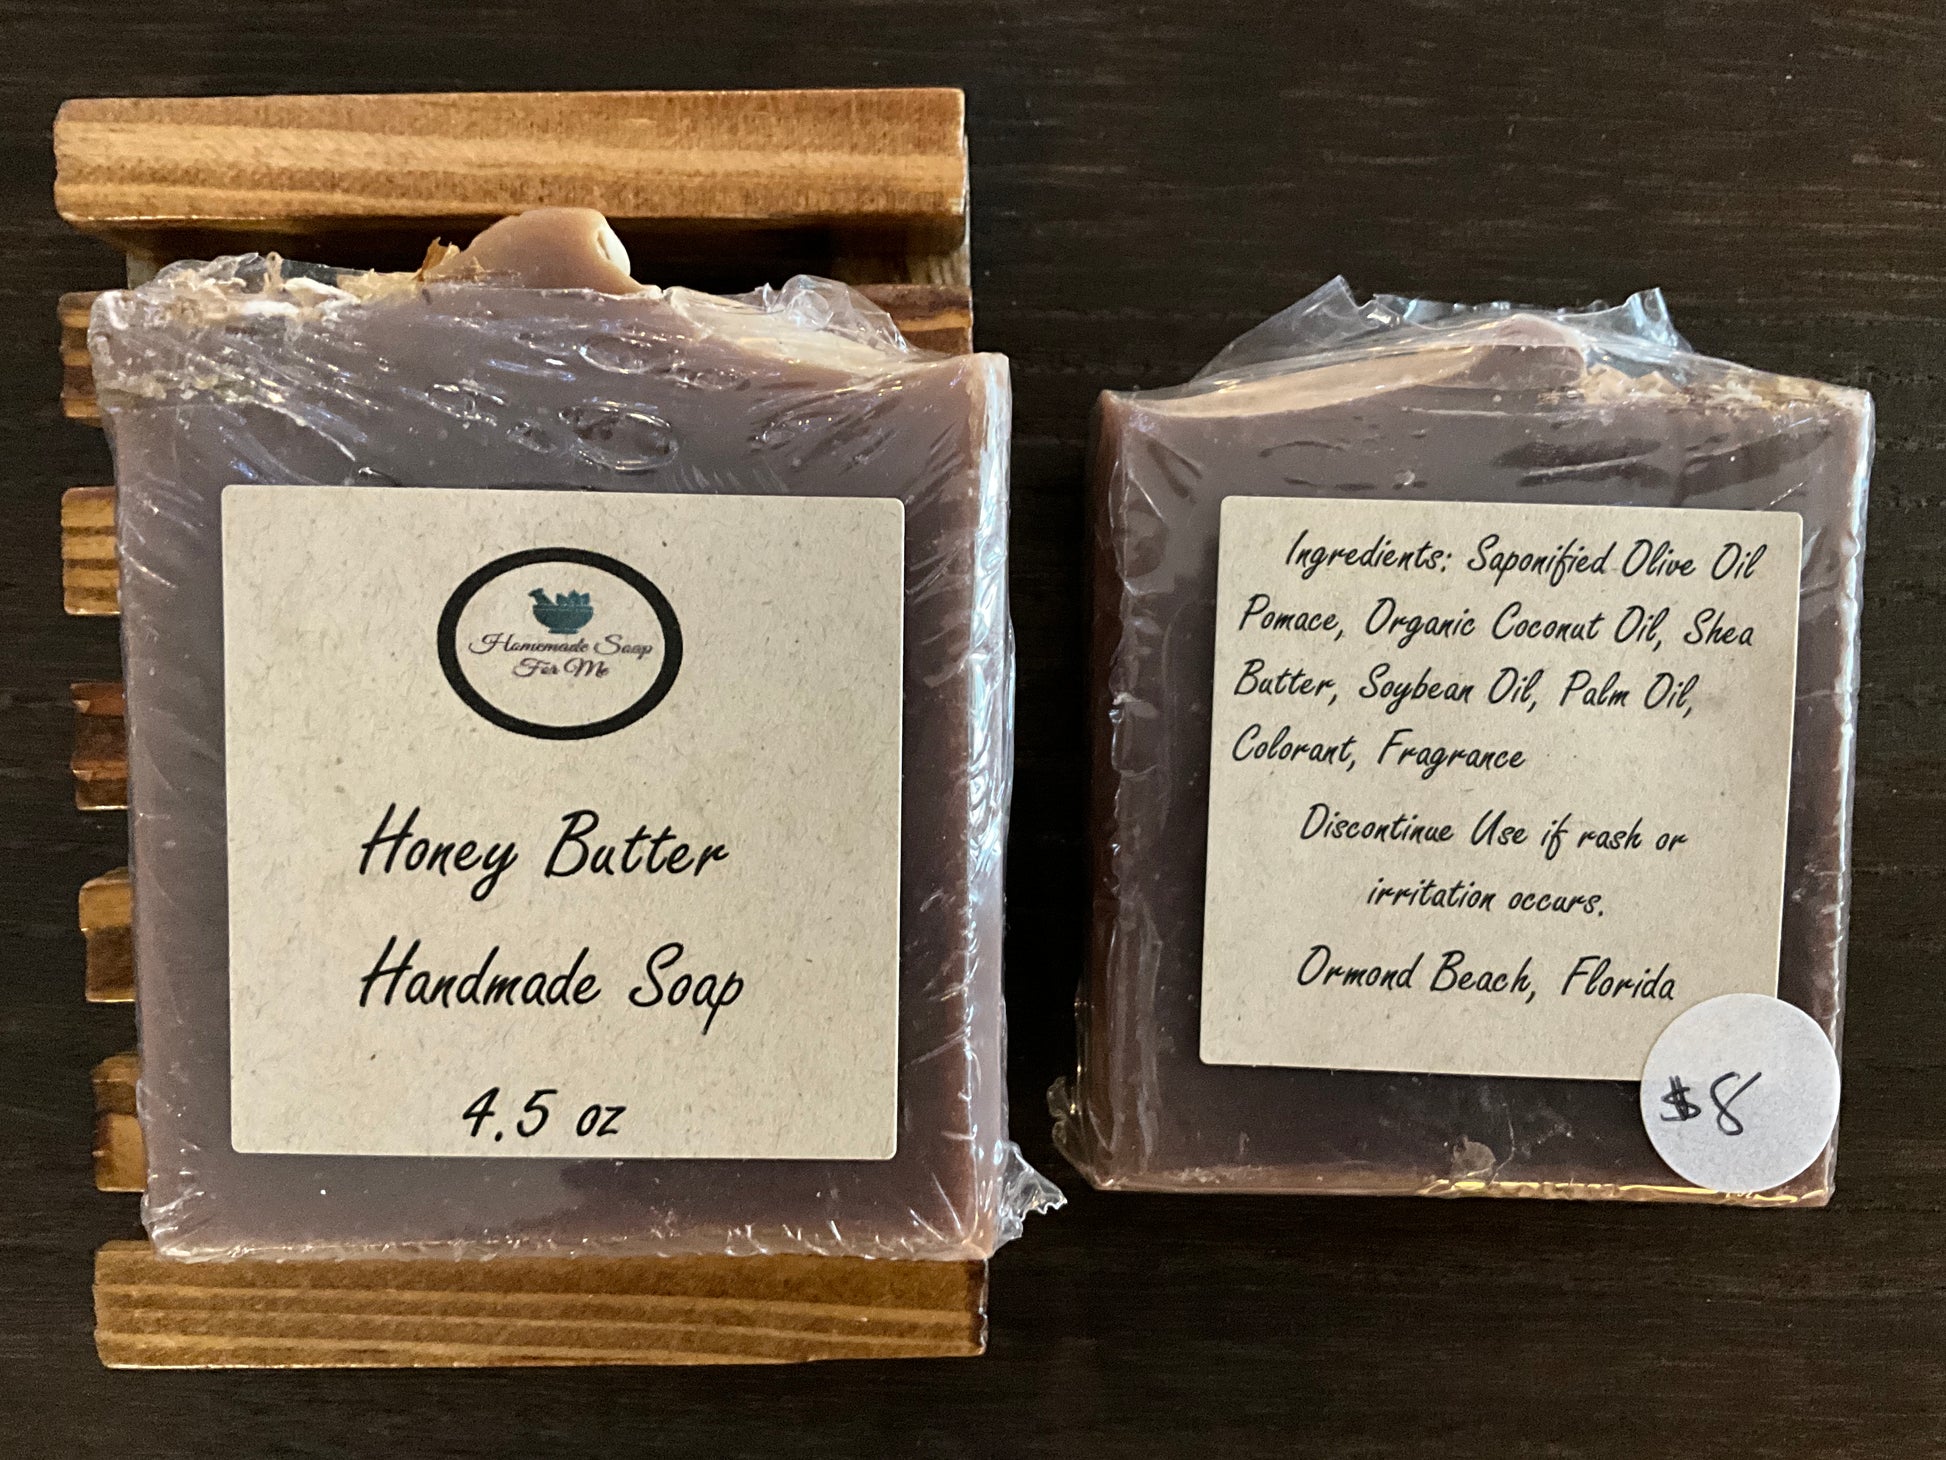 Homemade Soap
For Me
Honey Butter
Handmade Soap
4.5 oz
Ingredients: Saponified Olive Oil
Pomace, Organic Coconut Oil, Shea
Butter, Soybean Oil, Palm Oil,
Colorant, Fragrance
Discontinue Use if rash or
irritation occurs.
Ormond Beach, Florida
$8